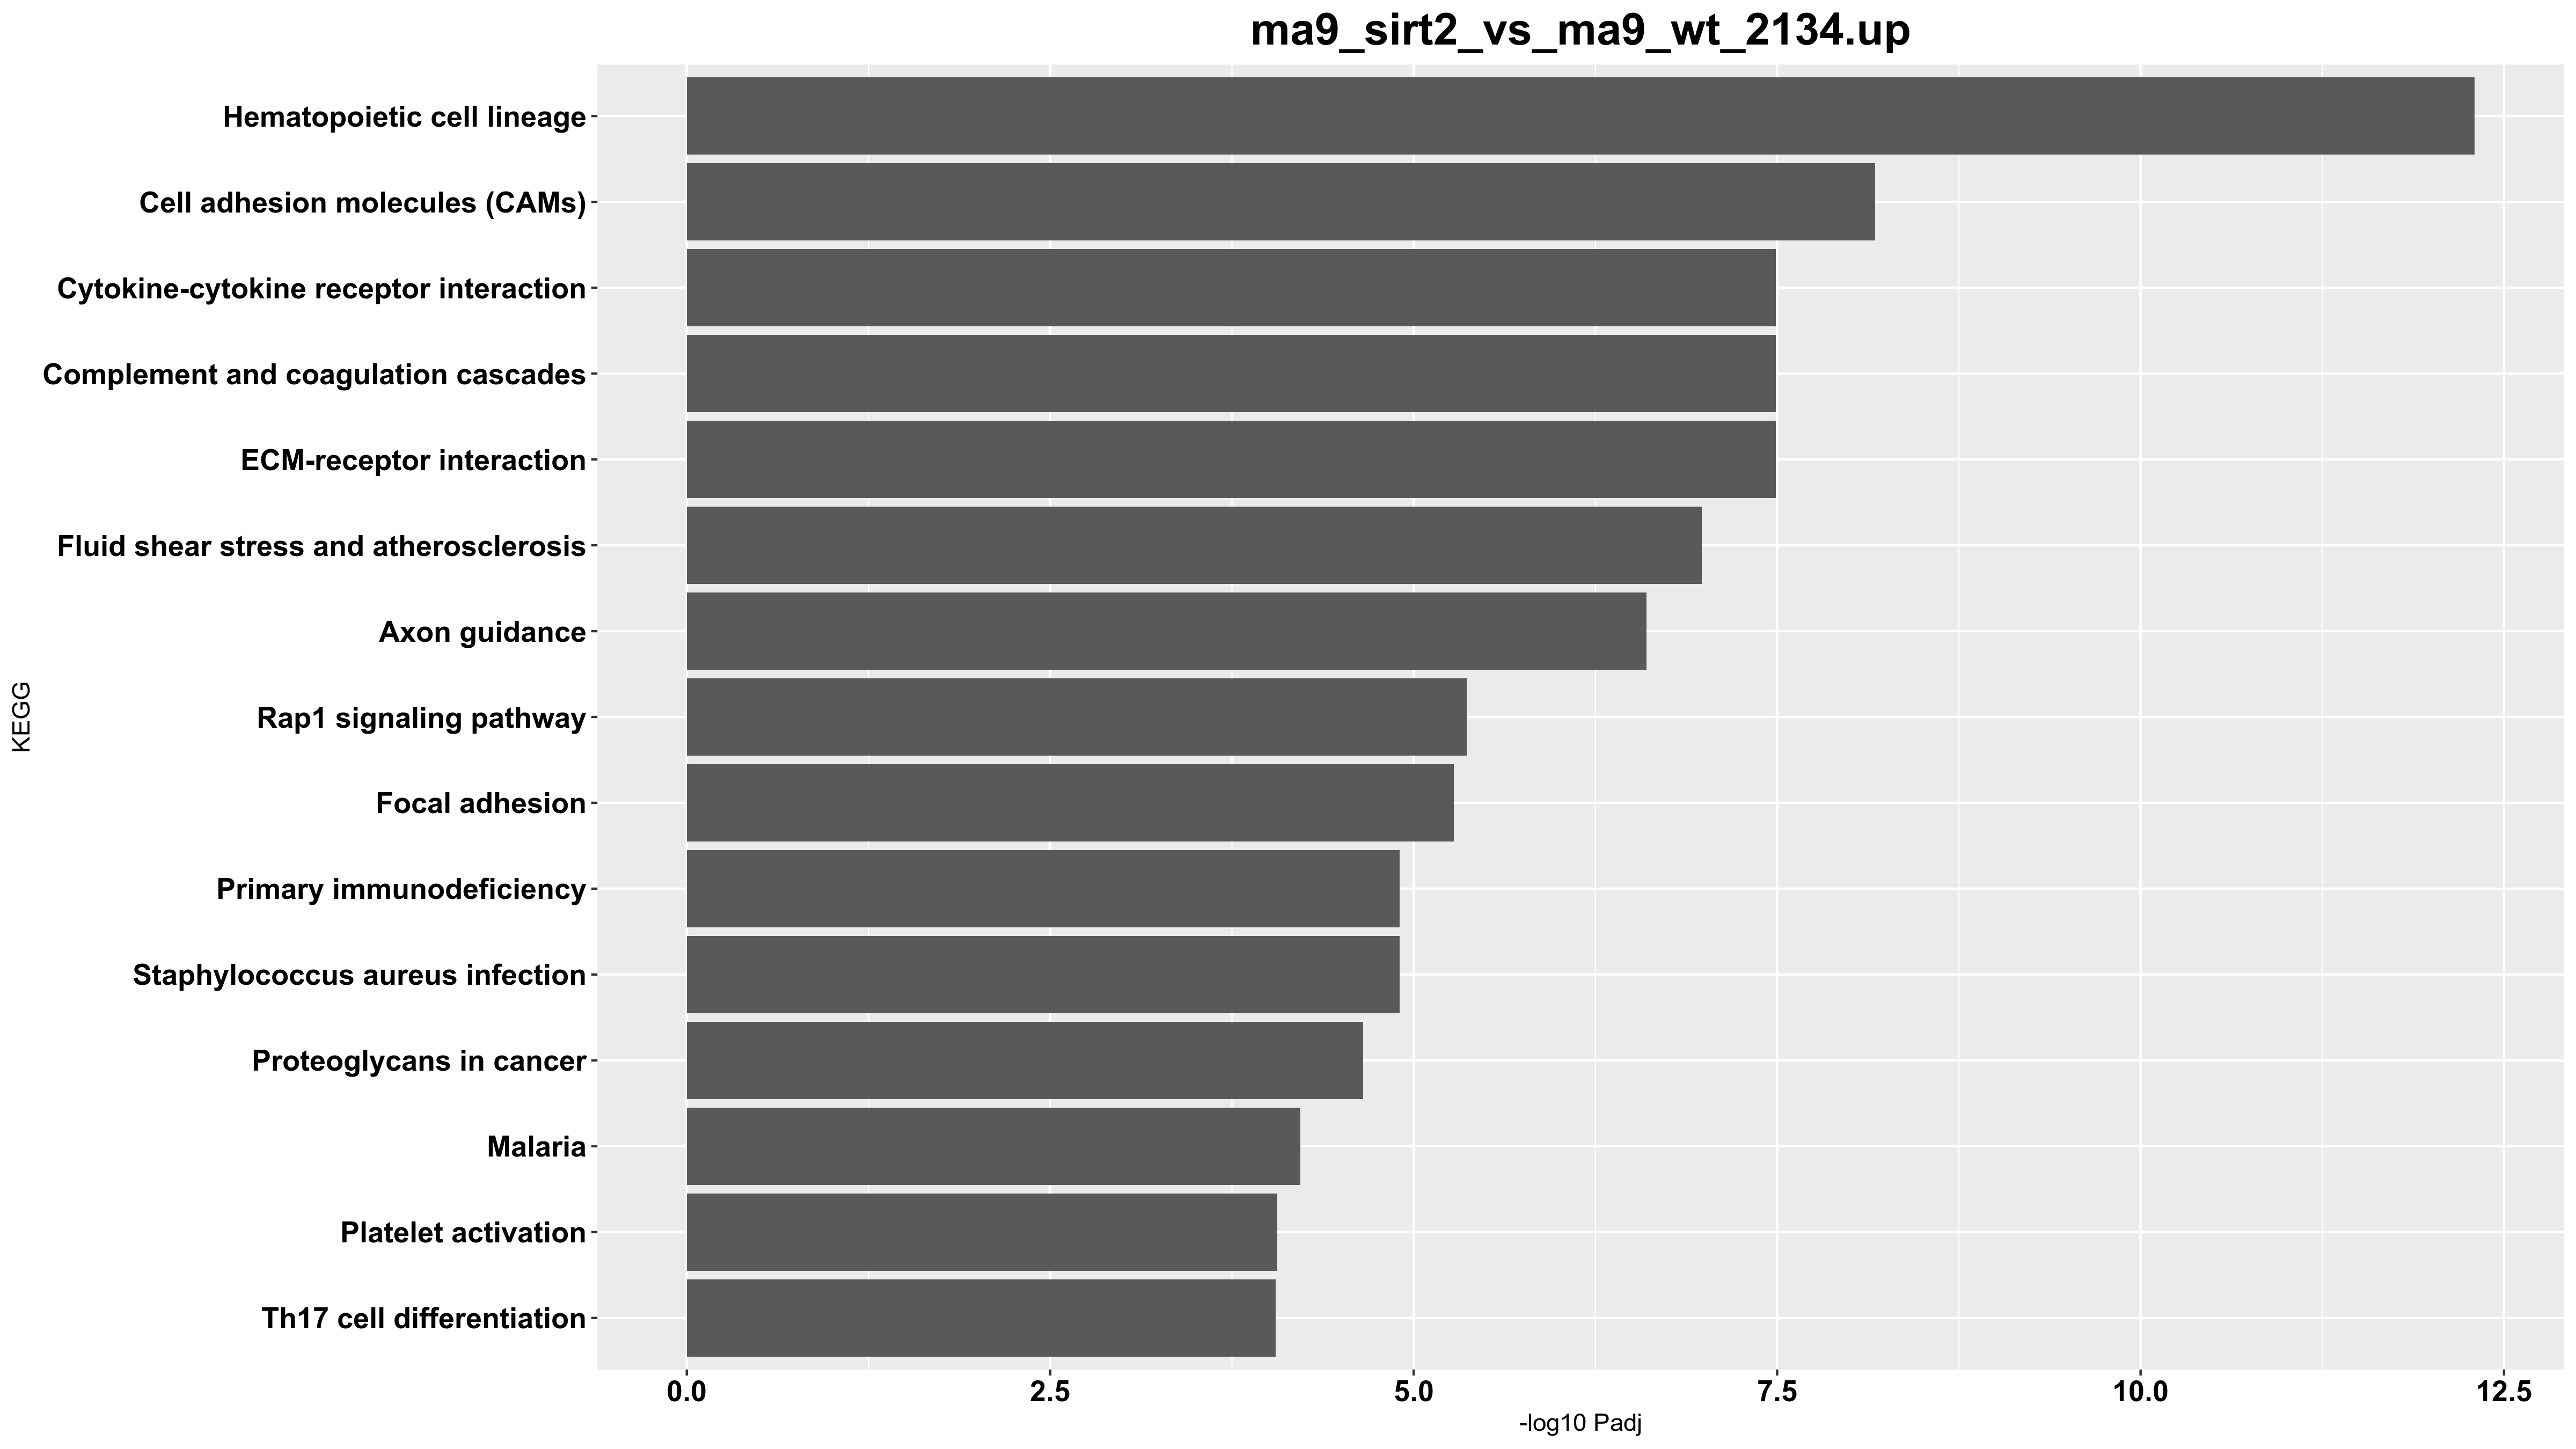 ma9_sirt2_vs_ma9_wt_2134.up
Hematopoietic cell lineage
Cell adhesion molecules (CAMs)
Cytokine-cytokine receptor interaction
Complement and coagulation cascades
ECM-receptor interaction
Fluid shear stress and atherosclerosis
Axon guidance
Rap1 signaling pathway
Focal adhesion
Primary immunodeficiency
Staphylococcus aureus infection
Proteoglycans in cancer
Malaria
Platelet activation
Th17 cell differentiation
KEGG
0.0 2.5 5.0 7.5 10.0 12.5
-log10 Padj